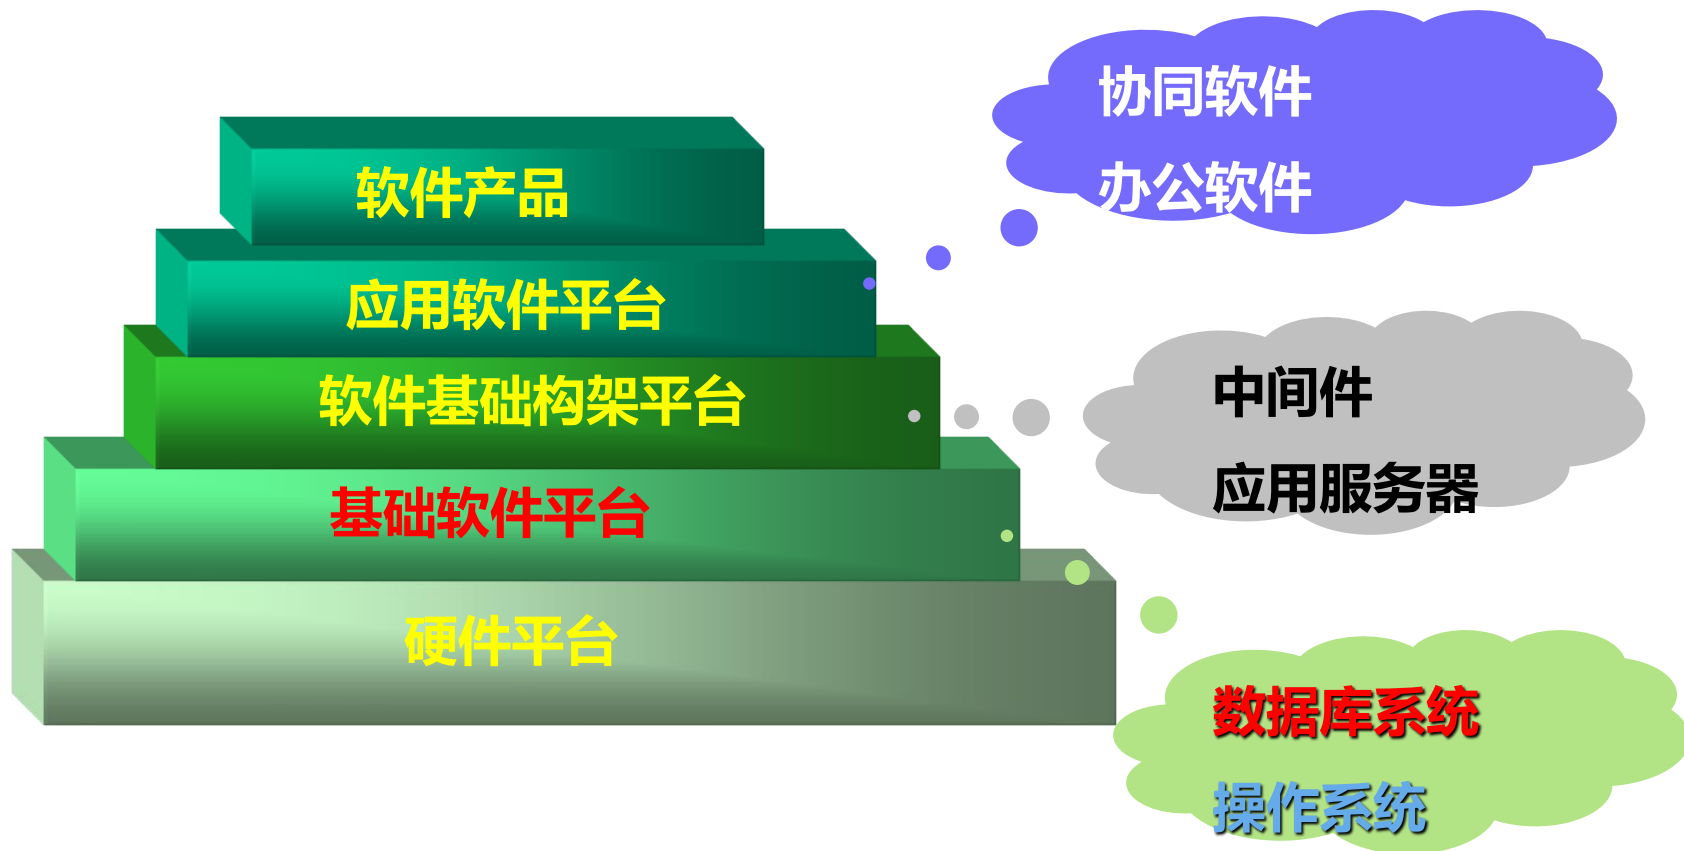 软件产品
应用软件平台
软件基础构架平台
基础软件平台
硬件平台
协同软件
办公软件
中间件
应用服务器
数据库系统
操作系统